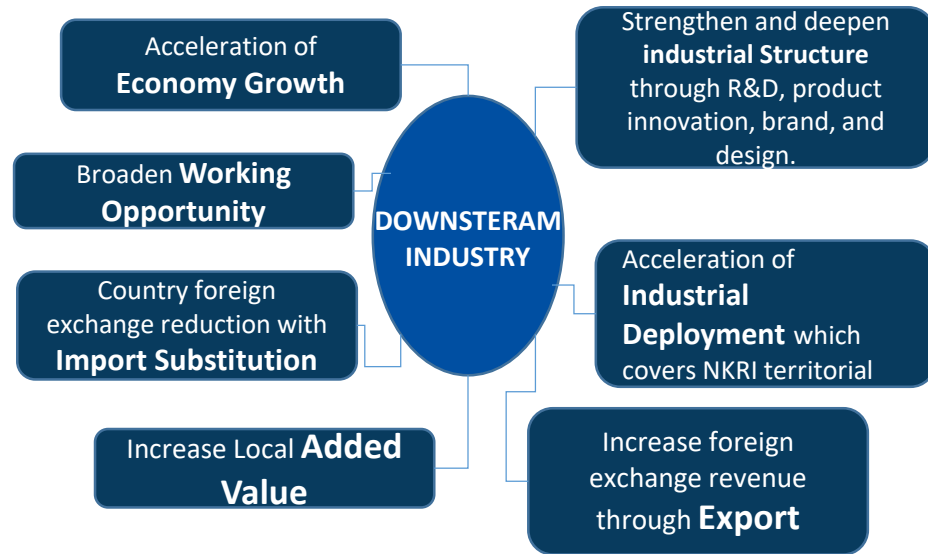 Acceleration of
Economy Growth
Broaden Working
Opportunity
Country foreign
exchange reduction with
Import Substitution
Increase Local Added
Value
DOWNSTERAM
INDUSTRY
Strengthen and deepen
industrial Structure
through R&D, product
innovation, brand, and
design.
Acceleration of
Industrial
Deployment which
covers NKRI territorial
Increase foreign
exchange revenue
through Export